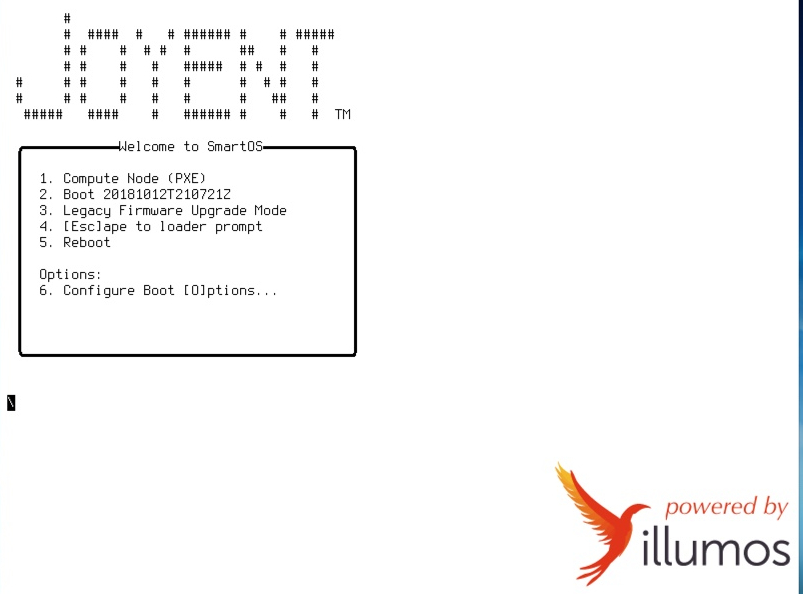 JOYENT TM
Welcome to SmartOS
1. Compute Node (PXE)
2. Boot 20181012T210721Z
3. Legacy Firmware Upgrade Mode
4. [Esc]ape to loader prompt
5. Reboot
Options:
6. Configure Boot [O]ptions...
\
powered by
illumos